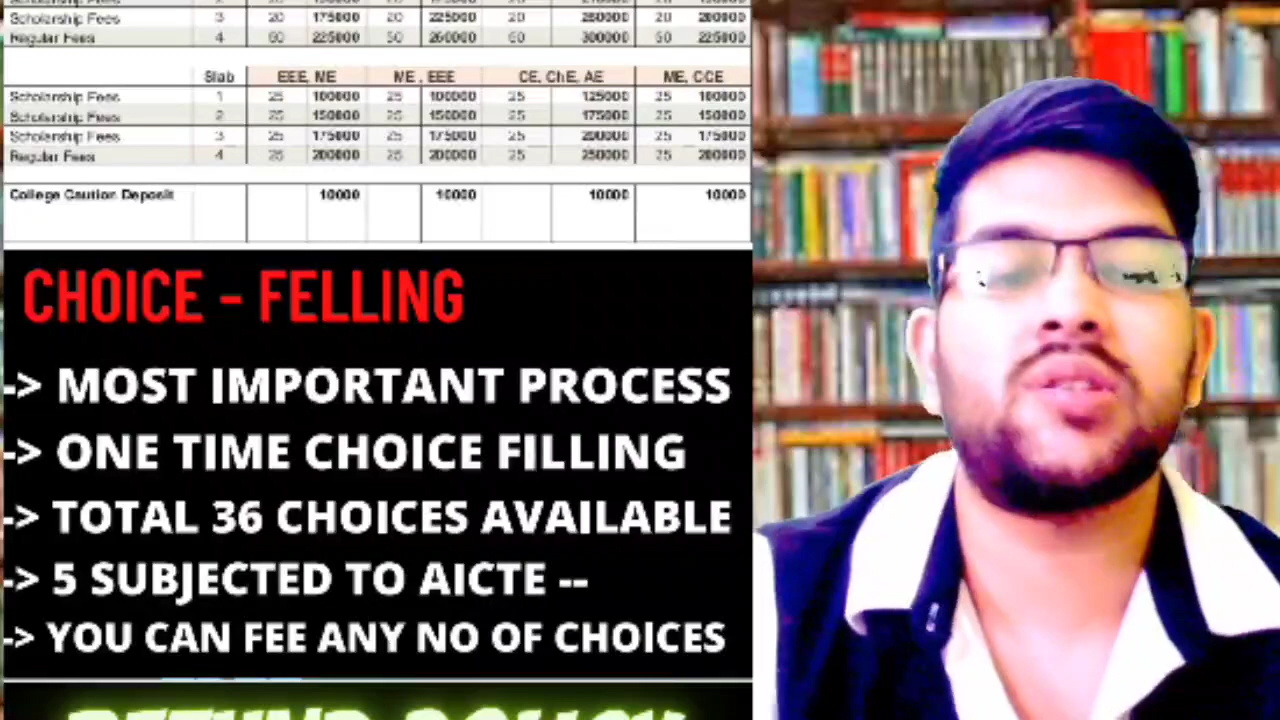 Scholarship Fees 3 20 175000 20 225000 20 250000 20 200000
Regular Fees 4 60 225000 50 260000 60 300000 50 225000
Slab EEE, ME ME , EEE CE, ChE, AE ME, CCE
Scholarship Fees 1 25 100000 25 100000 25 125000 25 100000
Scholarship Fees 2 25 150000 25 150000 25 175000 25 150000
Scholarship Fees 3 25 175000 25 175000 25 200000 25 175000
Regular Fees 4 25 200000 25 200000 25 250000 25 200000
College Caution Deposit 10000 10000 10000 10000
CHOICE - FELLING
-> MOST IMPORTANT PROCESS
-> ONE TIME CHOICE FILLING
-> TOTAL 36 CHOICES AVAILABLE
-> 5 SUBJECTED TO AICTE --
-> YOU CAN FEE ANY NO OF CHOICES
REFUND POLICY